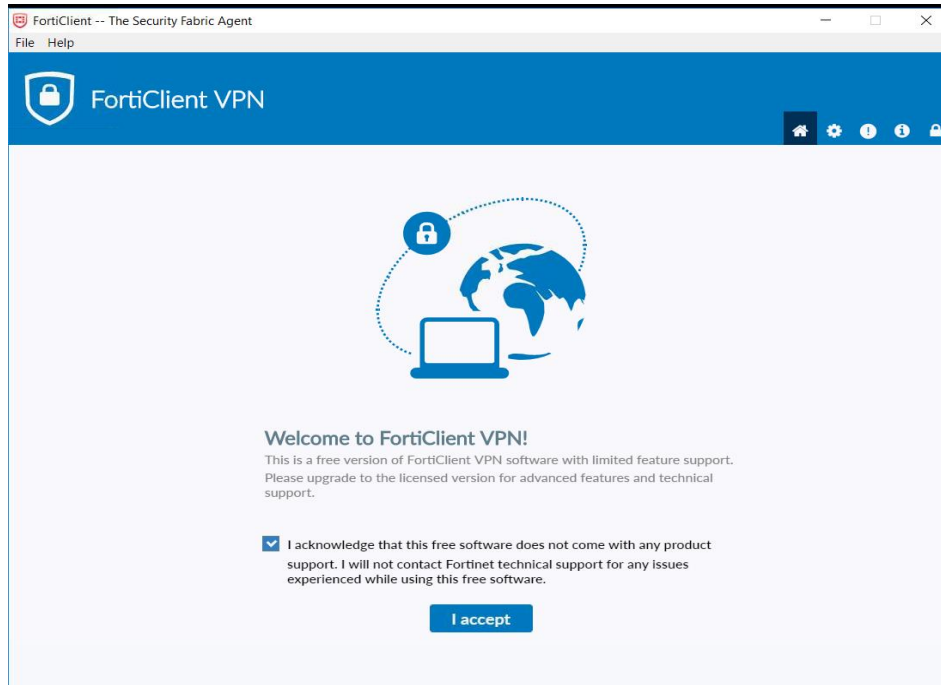 FortiClient -- The Security Fabric Agent
File Help
FortiClient VPN
Welcome to FortiClient VPN!
This is a free version of FortiClient VPN software with limited feature support.
Please upgrade to the licensed version for advanced features and technical
support.
I acknowledge that this free software does not come with any product
support. I will not contact Fortinet technical support for any issues
experienced while using this free software.
I accept